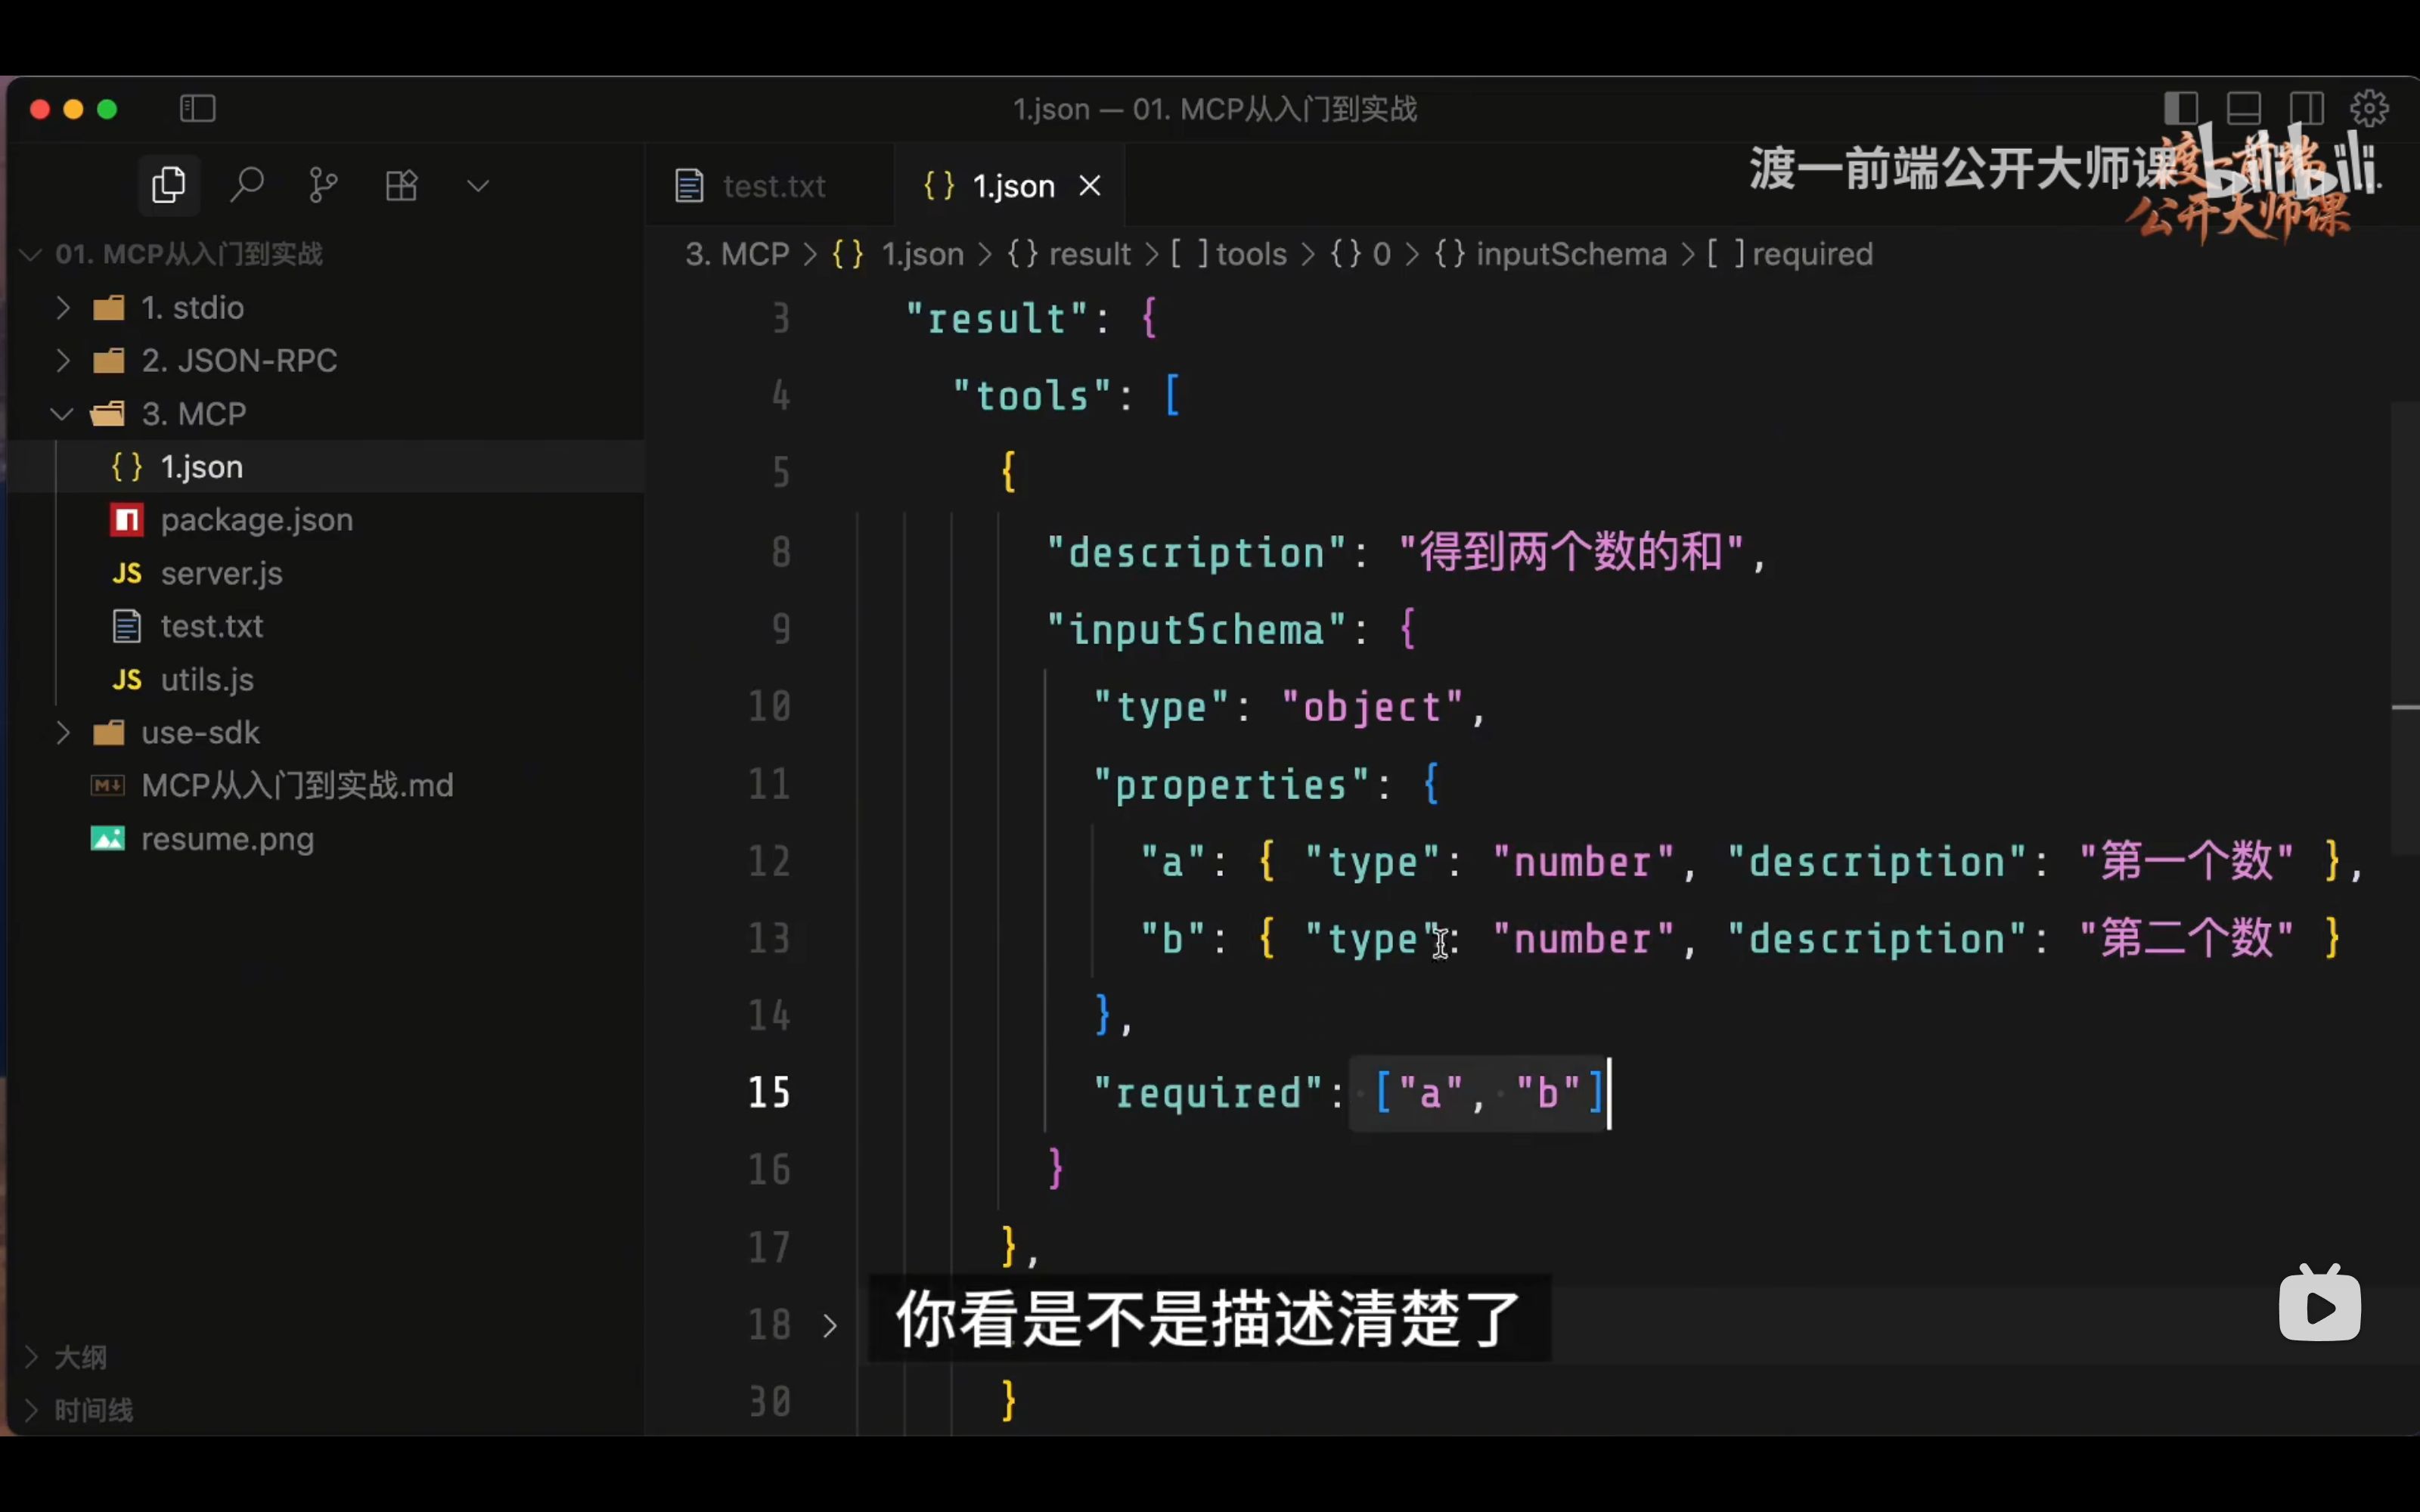 1.json — 01. MCP从入门到实战
渡一前端公开大师课
bilibili
渡一前端
公开大师课
test.txt
{} 1.json
01. MCP从入门到实战
3. MCP > {} 1.json > {} result > [ ] tools > {} 0 > {} inputSchema > [ ] required
1. stdio
2. JSON-RPC
3. MCP
{} 1.json
package.json
JS server.js
test.txt
JS utils.js
use-sdk
MCP从入门到实战.md
resume.png
大纲
时间线
3 "result": {
4 "tools": [
5 {
8 "description": "得到两个数的和",
9 "inputSchema": {
10 "type": "object",
11 "properties": {
12 "a": { "type": "number", "description": "第一个数" },
13 "b": { "type": "number", "description": "第二个数" }
14 },
15 "required": ["a", "b"]
16 }
17 },
18
30 }
你看是不是描述清楚了